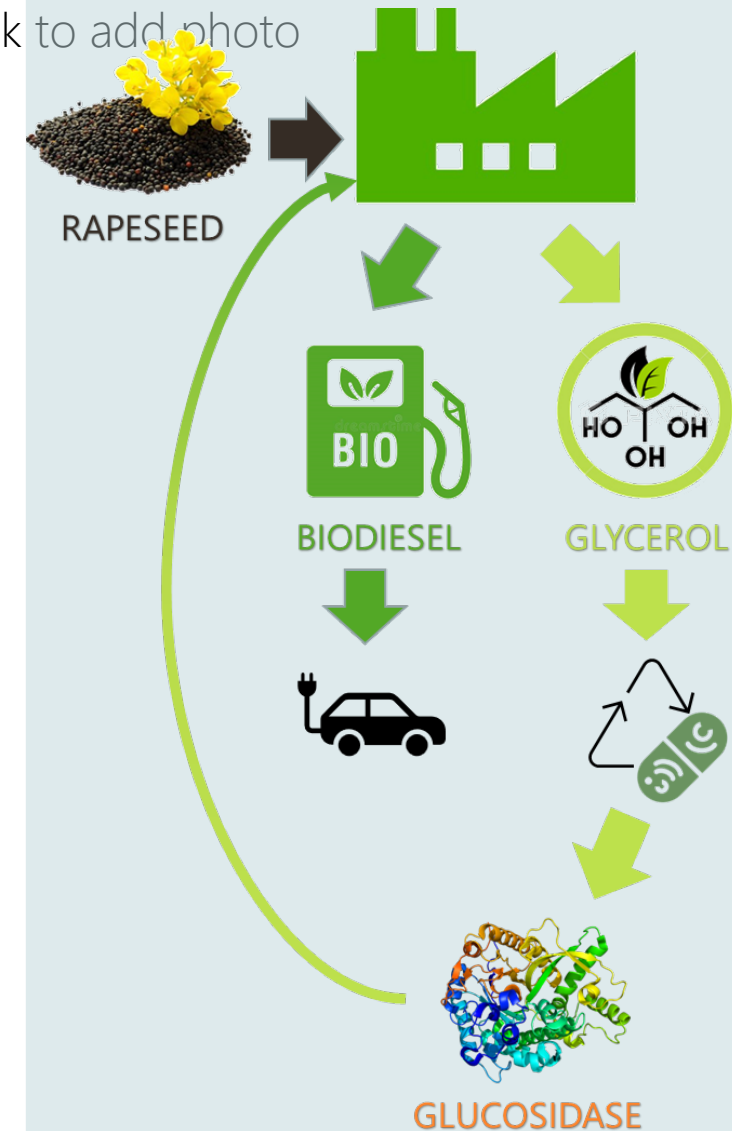 k to add photo
RAPESEED
BIO
HO OH
OH
BIODIESEL
GLYCEROL
GLUCOSIDASE